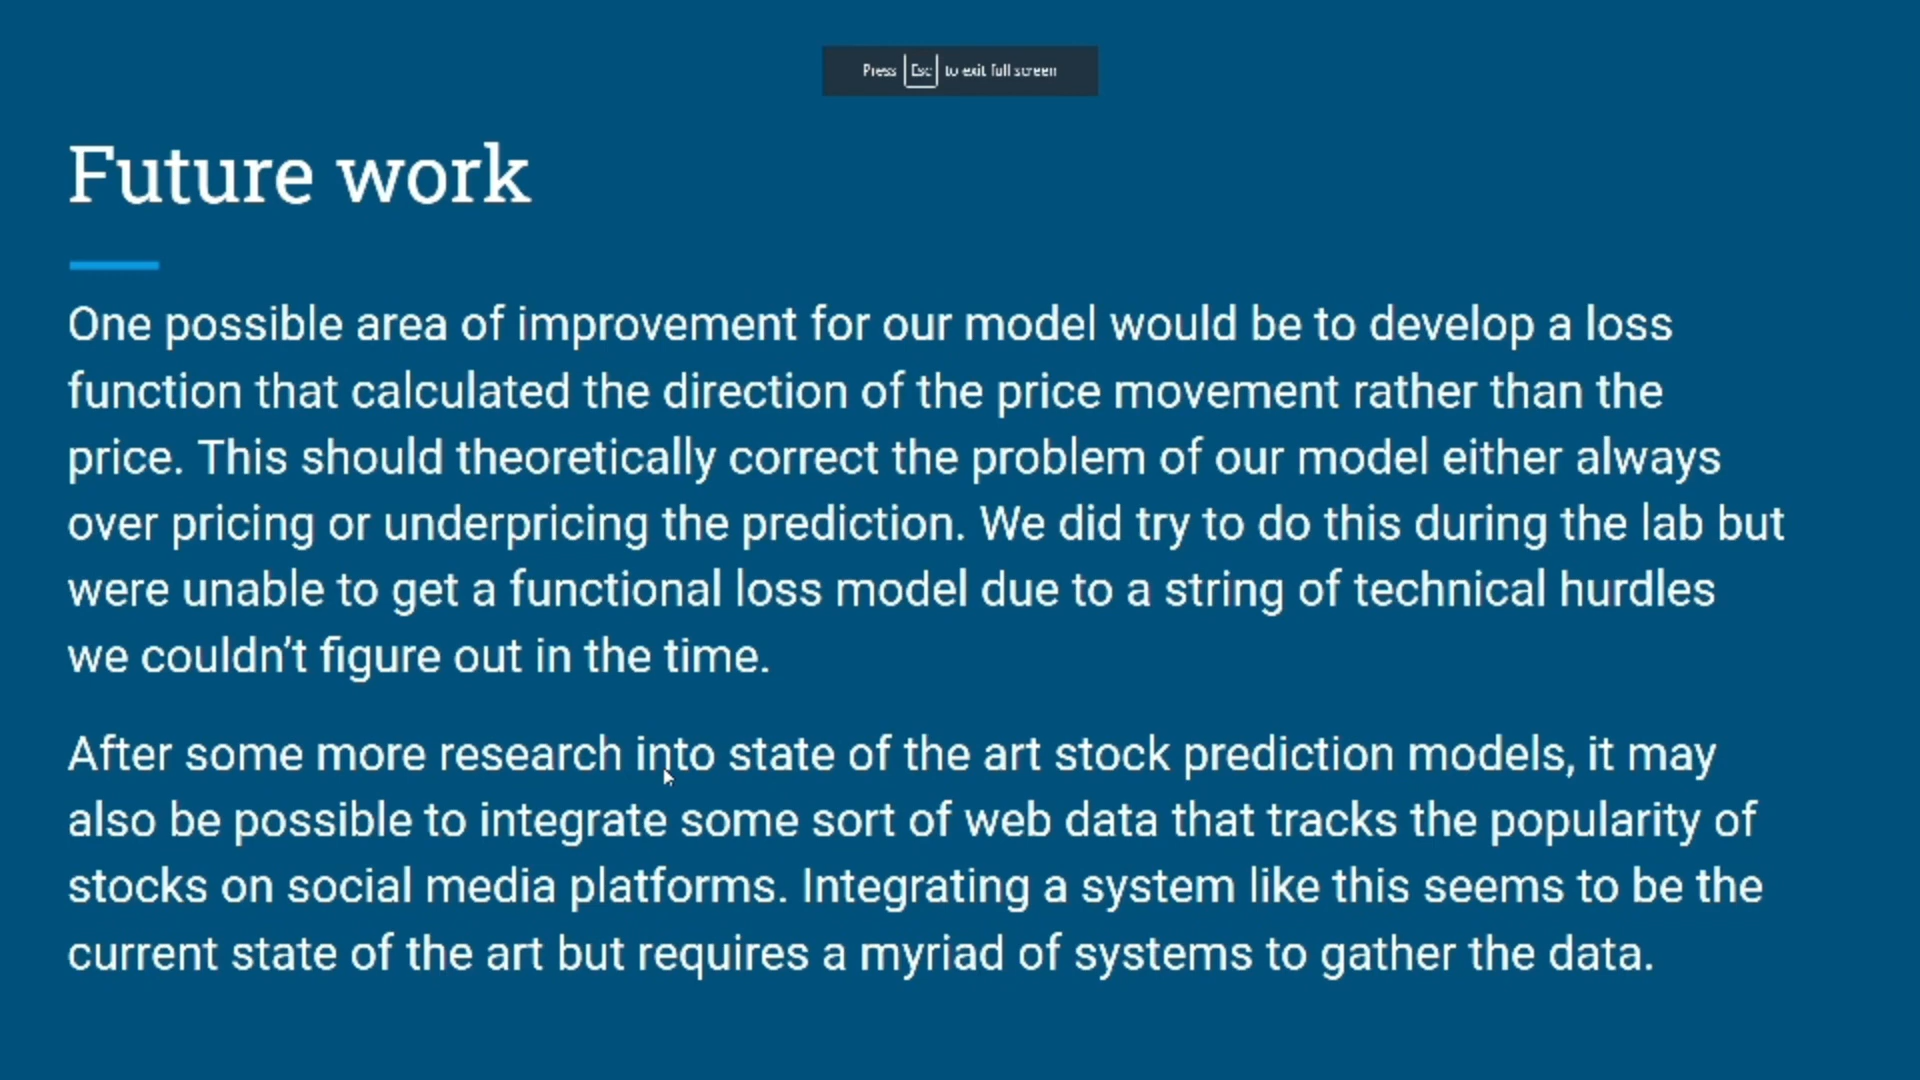 Press Esc to exit full screen
Future work
One possible area of improvement for our model would be to develop a loss
function that calculated the direction of the price movement rather than the
price. This should theoretically correct the problem of our model either always
over pricing or underpricing the prediction. We did try to do this during the lab but
were unable to get a functional loss model due to a string of technical hurdles
we couldn’t figure out in the time.
After some more research into state of the art stock prediction models, it may
also be possible to integrate some sort of web data that tracks the popularity of
stocks on social media platforms. Integrating a system like this seems to be the
current state of the art but requires a myriad of systems to gather the data.